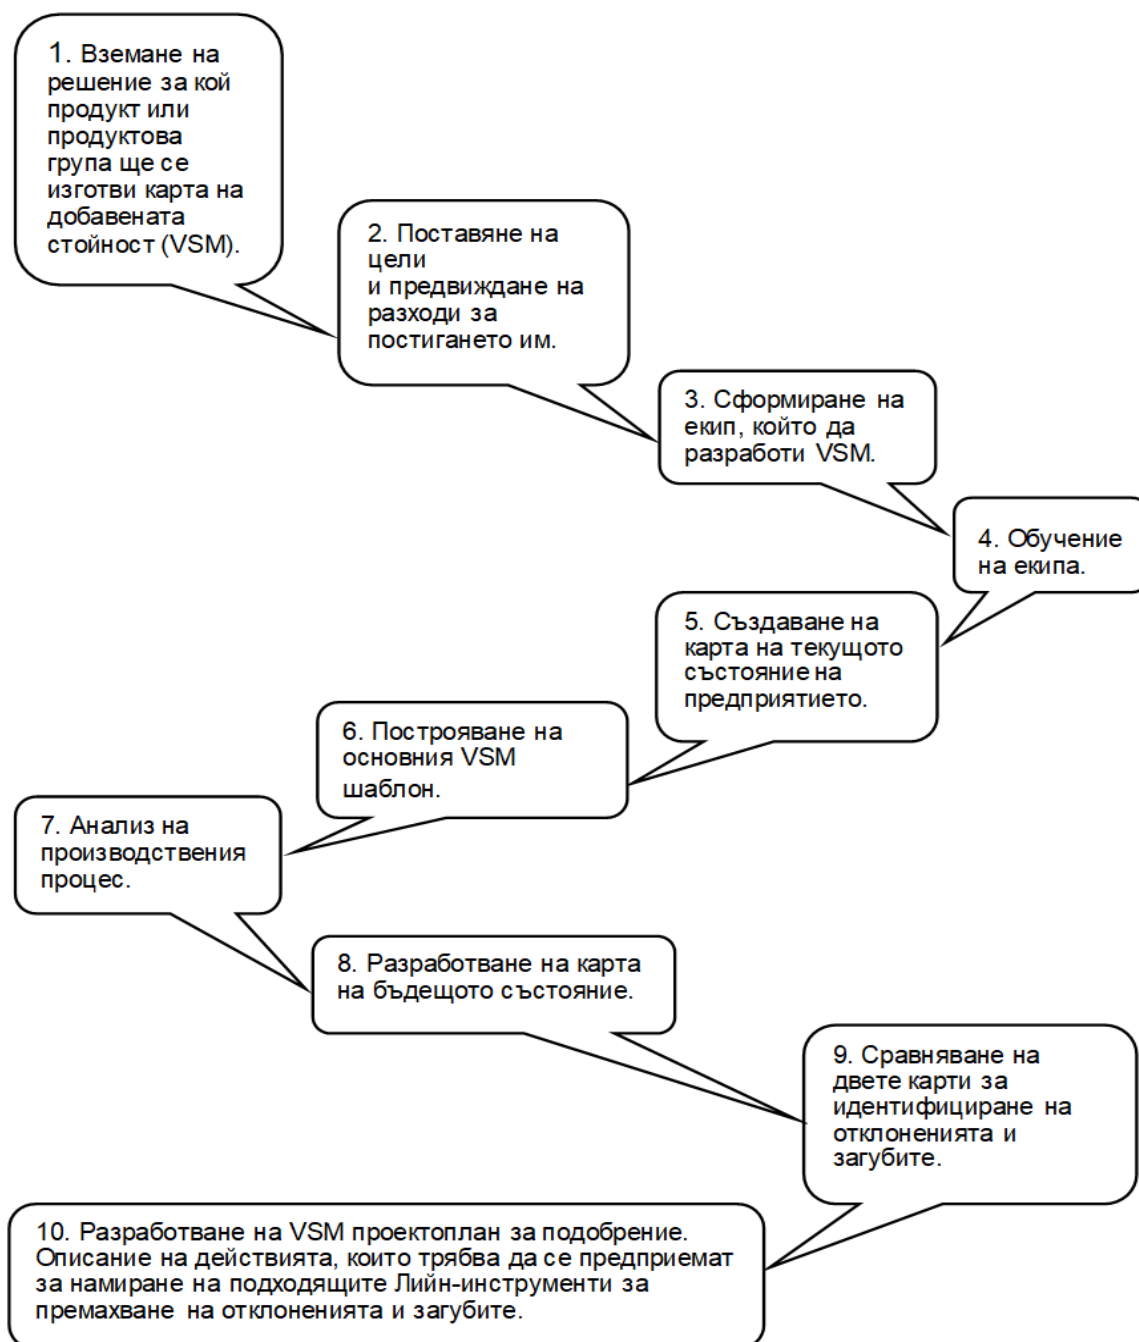 1. Вземане на
решение за кой
продукт или
продуктова
група ще се
изготви карта на
добавената
стойност (VSM).
2. Поставяне на
цели
и предвиждане на
разходи за
постигането им.
3. Сформиране на
екип, който да
разработи VSM.
4. Обучение
на екипа.
5. Създаване на
карта на текущото
състояние на
предприятието.
6. Построяване на
основния VSM
шаблон.
7. Анализ на
производствения
процес.
8. Разработване на карта
на бъдещото състояние.
9. Сравняване на
двете карти за
идентифициране на
отклоненията и
загубите.
10. Разработване на VSM проектоплан за подобрение.
Описание на действията, които трябва да се предприемат
за намиране на подходящите Лийн-инструменти за
премахване на отклоненията и загубите.